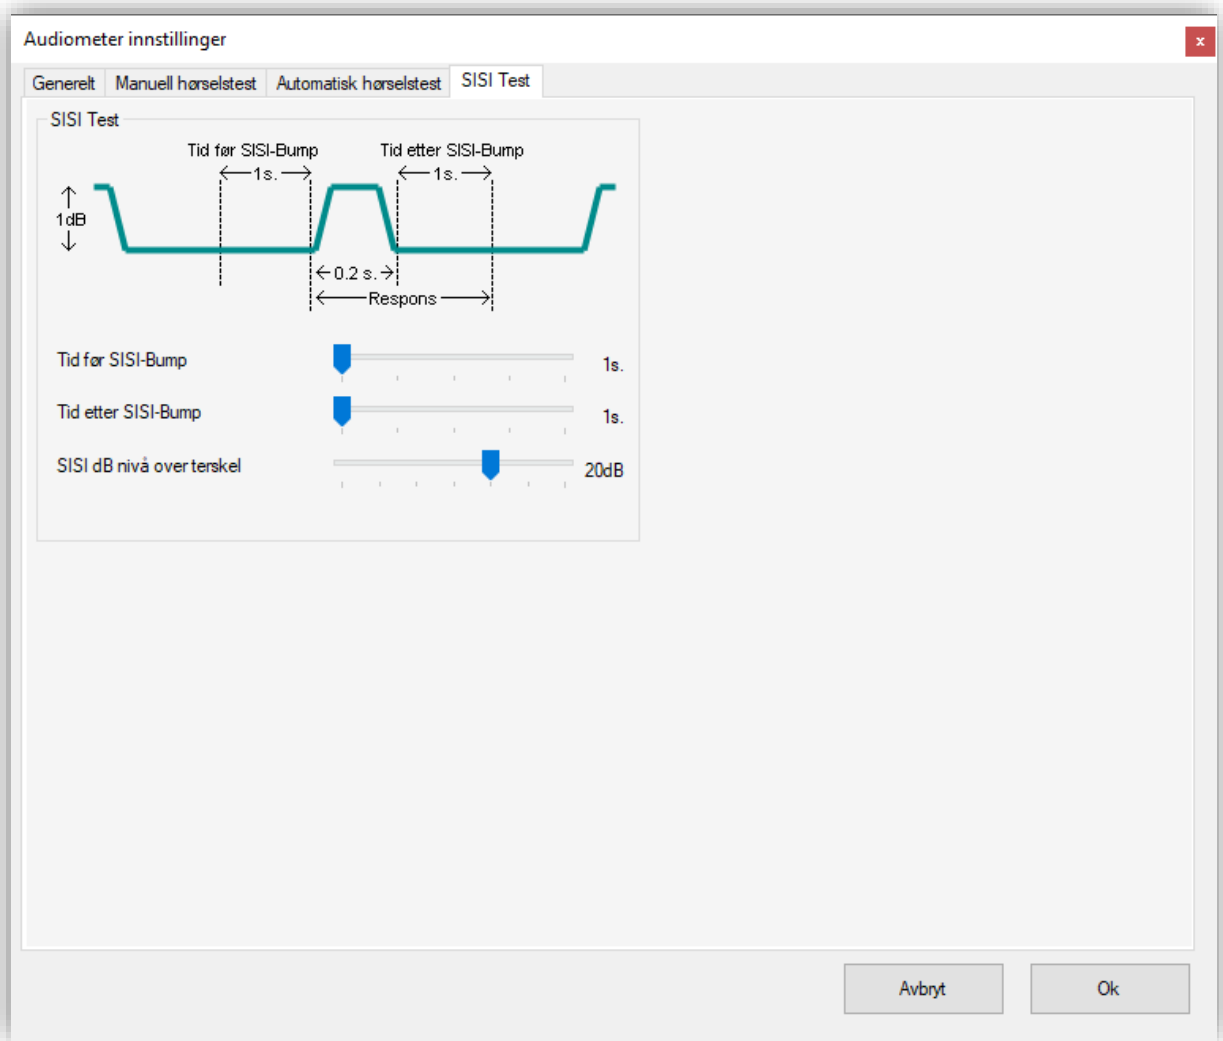 Audiometer innstillinger
x
Generelt Manuell hørselstest Automatisk hørselstest SISI Test
SISI Test
Tid før SISI-Bump Tid etter SISI-Bump
1s. 1s.
1dB
0.2 s.
Respons
Tid før SISI-Bump 1s.
Tid etter SISI-Bump 1s.
SISI dB nivå over terskel 20dB
Avbryt Ok